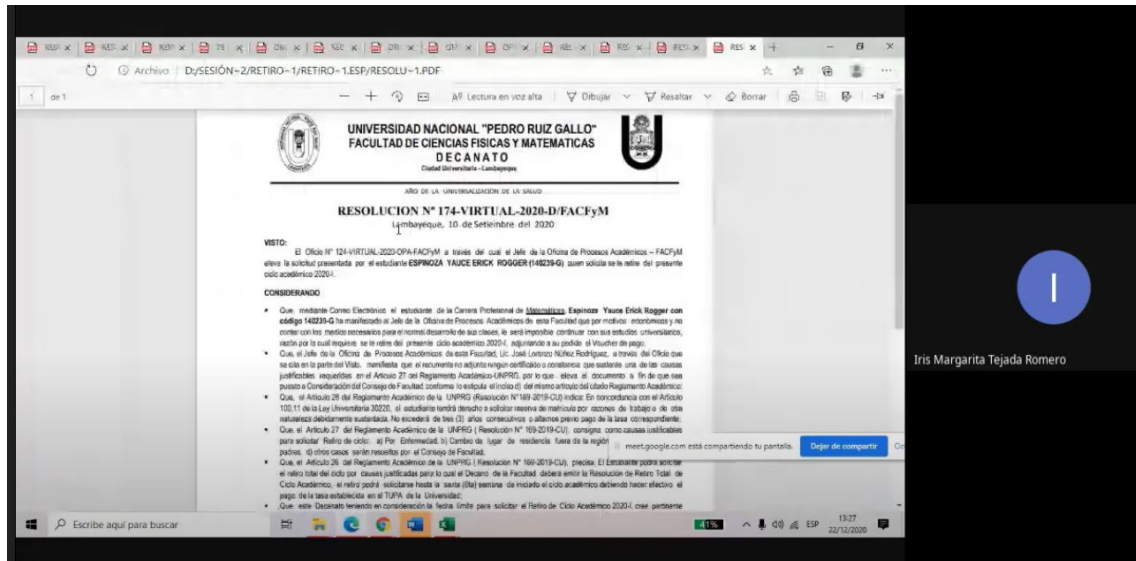 Archivo D:/SESIÓN~2/RETIRO~1/RETIRO~1.ESP/RESOLU~1.PDF
1 de 1
Lectura en voz alta
Dibujar
Resaltar
Borrar
UNIVERSIDAD NACIONAL "PEDRO RUIZ GALLO"
FACULTAD DE CIENCIAS FISICAS Y MATEMATICAS
DECANATO
Ciudad Universitaria - Lambayeque
AÑO DE LA UNIVERSALIZACIÓN DE LA SALUD
RESOLUCION N° 174-VIRTUAL-2020-D/FACFyM
Lambayeque, 10 de Setiembre del 2020
VISTO:
El Oficio N° 124-VIRTUAL-2020-OPA-FACFyM a través del cual el Jefe de la Oficina de Procesos Académicos – FACFyM
eleva la solicitud presentada por el estudiante ESPINOZA YAUCE ERICK ROGGER (140239-G) quien solicita se le retire del presente
ciclo académico 2020-I.
CONSIDERANDO
Que, mediante Correo Electrónico el estudiante de la Carrera Profesional de Matemáticas, Espinoza Yauce Erick Rogger con
código 140239-G ha manifestado al Jefe de la Oficina de Procesos Académicos de esta Facultad que por motivos económicos y no
contar con los medios necesarios para el normal desarrollo de sus clases, le será imposible continuar con sus estudios universitarios,
razón por la cual requiere se le retire del presente ciclo académico 2020-I, adjuntando a su pedido el Voucher de pago.
Que, el Jefe de la Oficina de Procesos Académicos de esta Facultad, Lic. José Lorenzo Núñez Rodríguez, a través del Oficio que
se cita en la parte del Visto, manifiesta que el recurrente no adjunta ningún certificado o constancia que sustente una de las causas
justificables requeridas en el Artículo 27 del Reglamento Académico-UNPRG, por lo que eleva el documento a fin de que sea
puesto a Consideración del Consejo de Facultad conforme lo estipula el inciso d) del mismo artículo del citado Reglamento Académico;
Que, el Artículo 28 del Reglamento Académico de la UNPRG (Resolución N°169-2019-CU) indica: En concordancia con el Artículo
100.11 de la Ley Universitaria 30220, el estudiante tendrá derecho a solicitar reserva de matrícula por razones de trabajo o de otra
naturaleza debidamente sustentada. No excederá de tres (3) años consecutivos o alternos previo pago de la tasa correspondiente;
Que, el Artículo 27 del Reglamento Académico de la UNPRG ( Resolución N° 169-2019-CU), consigna como causas justificables
para solicitar Retiro de ciclo: a) Por Enfermedad. b) Cambio de lugar de residencia fuera de la región
padres. d) otros casos serán resueltos por el Consejo de Facultad;
Que, el Artículo 26 del Reglamento Académico de la UNPRG ( Resolución N° 169-2019-CU), precisa: El Estudiante podrá solicitar
el retiro total del ciclo por causas justificadas para lo cual el Decano de la Facultad deberá emitir la Resolución de Retiro Total de
Ciclo Académico, el retiro podrá solicitarse hasta la sexta (6ta) semana de iniciado el ciclo académico debiendo hacer efectivo el
pago de la tasa establecida en el TUPA de la Universidad;
Que este Decanato teniendo en consideración la fecha límite para solicitar el Retiro de Ciclo Académico 2020-I, cree pertinente
meet.google.com está compartiendo tu pantalla.
Dejar de compartir
I
Iris Margarita Tejada Romero
Escribe aquí para buscar
41%
ESP
13:27
22/12/2020